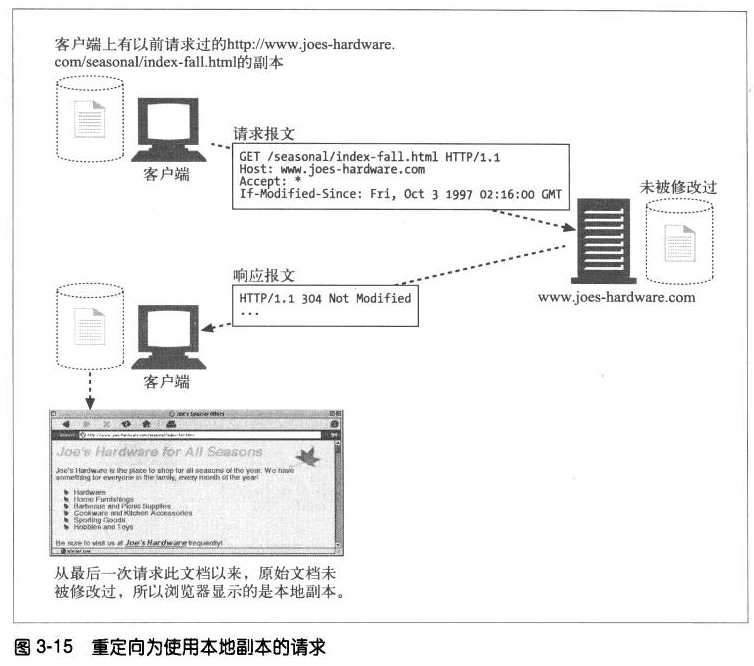 客户端上有以前请求过的http://www.joes-hardware.
com/seasonal/index-fall.html的副本
客户端
请求报文
GET /seasonal/index-fall.html HTTP/1.1
Host: www.joes-hardware.com
Accept: *
If-Modified-Since: Fri, Oct 3 1997 02:16:00 GMT
未被修改过
www.joes-hardware.com
响应报文
HTTP/1.1 304 Not Modified
...
客户端
Joe's Special Offers
Joe's Hardware for All Seasons
Joe's Hardware is the place to shop for all seasons of the year. We have
something for everyone in the family, every month of the year!
Hardware
Home Furnishings
Barbecue and Picnic Supplies
Cookware and Kitchen Accessories
Sporting Goods
Hobbies and Toys
Be sure to visit us at Joe's Hardware frequently!
从最后一次请求此文档以来，原始文档未
被修改过，所以浏览器显示的是本地副本。
图 3-15 重定向为使用本地副本的请求